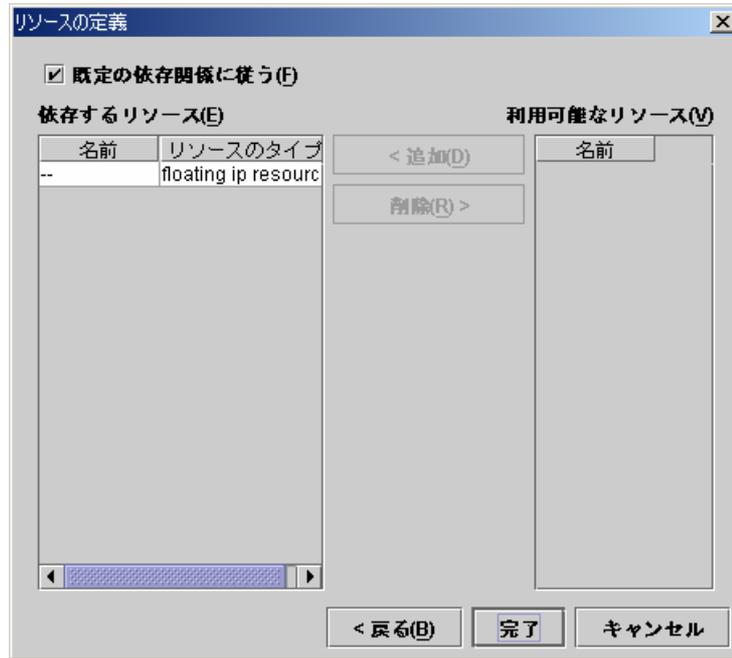 リソースの定義
既定の依存関係に従う(F)
依存するリソース(E)
利用可能なリソース(V)
名前 リソースのタイプ
-- floating ip resourc
< 追加(D)
削除(R) >
名前
< 戻る(B) 完了 キャンセル